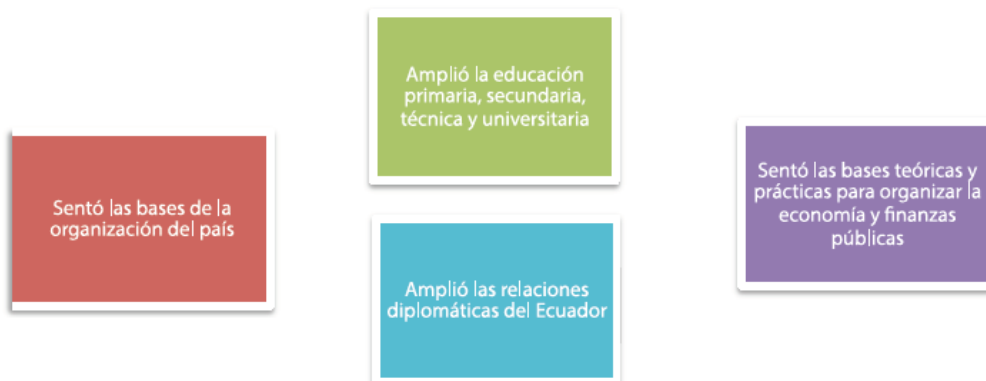 Amplió la educación
primaria, secundaria,
técnica y universitaria
Sentó las bases de la
organización del país
Sentó las bases teóricas y
prácticas para organizar la
economía y finanzas
públicas
Amplió las relaciones
diplomáticas del Ecuador